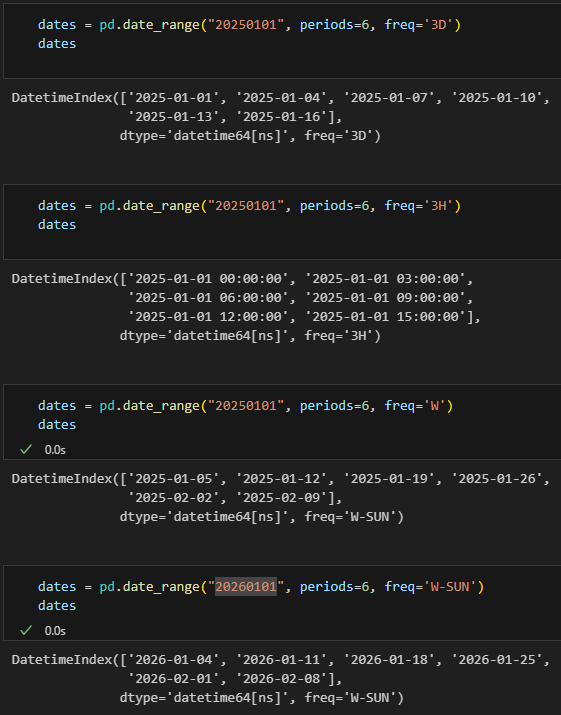 dates = pd.date_range("20250101", periods=6, freq='3D')
dates
DatetimeIndex(['2025-01-01', '2025-01-04', '2025-01-07', '2025-01-10',
'2025-01-13', '2025-01-16'],
dtype='datetime64[ns]', freq='3D')
dates = pd.date_range("20250101", periods=6, freq='3H')
dates
DatetimeIndex(['2025-01-01 00:00:00', '2025-01-01 03:00:00',
'2025-01-01 06:00:00', '2025-01-01 09:00:00',
'2025-01-01 12:00:00', '2025-01-01 15:00:00'],
dtype='datetime64[ns]', freq='3H')
dates = pd.date_range("20250101", periods=6, freq='W')
dates
0.0s
DatetimeIndex(['2025-01-05', '2025-01-12', '2025-01-19', '2025-01-26',
'2025-02-02', '2025-02-09'],
dtype='datetime64[ns]', freq='W-SUN')
dates = pd.date_range("20260101", periods=6, freq='W-SUN')
dates
0.0s
DatetimeIndex(['2026-01-04', '2026-01-11', '2026-01-18', '2026-01-25',
'2026-02-01', '2026-02-08'],
dtype='datetime64[ns]', freq='W-SUN')